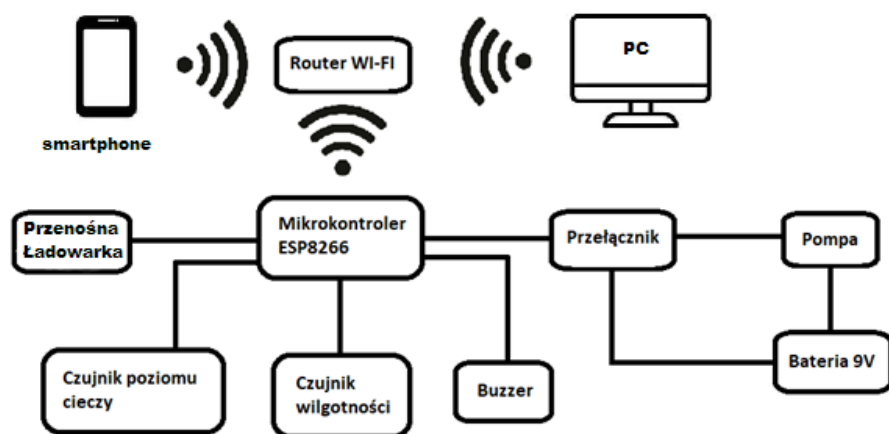 Router WI-FI
PC
smartphone
Przenośna
Ładowarka
Mikrokontroler
ESP8266
Przełącznik
Pompa
Czujnik poziomu
cieczy
Czujnik
wilgotności
Buzzer
Bateria 9V